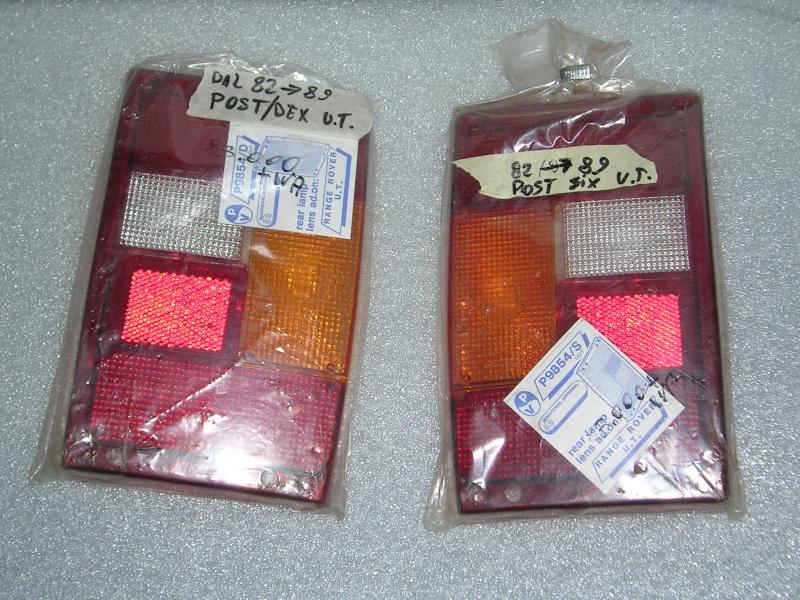 DAL 82→89
POST/DEX U.T.
P9854/D
P
V
rear lamp
lens ad.on:
RANGE ROVER
U.T.
82→89
POST Six U.T.
P9854/S
P
V
rear lamp
lens ad.on:
RANGE ROVER
U.T.